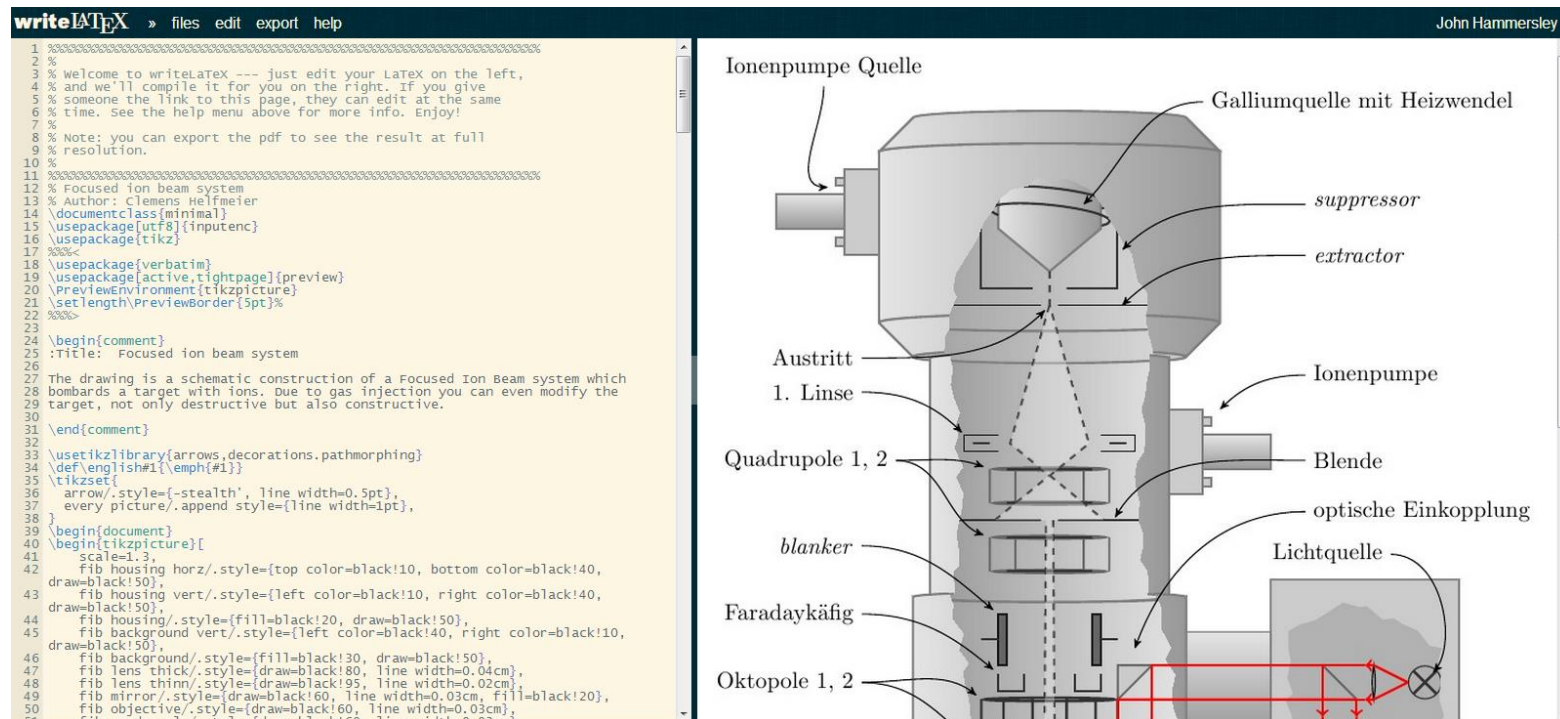 writeLATEX » files edit export help John Hammersley
1 %%%%%%%%%%%%%%%%%%%%%%%%%%%%%%%%%%%%%%%%%%%%%%%%%%%%%%%%%%%%%%%%%%%%%%
2 %
3 % Welcome to writeLaTeX --- just edit your LaTeX on the left,
4 % and we'll compile it for you on the right. If you give
5 % someone the link to this page, they can edit at the same
6 % time. See the help menu above for more info. Enjoy!
7 %
8 % Note: you can export the pdf to see the result at full
9 % resolution.
10 %
11 %%%%%%%%%%%%%%%%%%%%%%%%%%%%%%%%%%%%%%%%%%%%%%%%%%%%%%%%%%%%%%%%%%%%%%
12 % Focused ion beam system
13 % Author: Clemens Helfmeier
14 \documentclass{minimal}
15 \usepackage[utf8]{inputenc}
16 \usepackage{tikz}
17 %%%<
18 \usepackage{verbatim}
19 \usepackage[active,tightpage]{preview}
20 \PreviewEnvironment{tikzpicture}
21 \setlength\PreviewBorder{5pt}%
22 %%%>
23
24 \begin{comment}
25 :Title:  Focused ion beam system
26
27 The drawing is a schematic construction of a Focused Ion Beam system which
28 bombards a target with ions. Due to gas injection you can even modify the
29 target, not only destructive but also constructive.
30
31 \end{comment}
32
33 \usetikzlibrary{arrows,decorations.pathmorphing}
34 \def\english#1{\emph{#1}}
35 \tikzset{
36   arrow/.style={-stealth', line width=0.5pt},
37   every picture/.append style={line width=1pt},
38 }
39 \begin{document}
40 \begin{tikzpicture}[
41     scale=1.3,
42     fib housing horz/.style={top color=black!10, bottom color=black!40,
draw=black!50},
43     fib housing vert/.style={left color=black!10, right color=black!40,
draw=black!50},
44     fib housing/.style={fill=black!20, draw=black!50},
45     fib background vert/.style={left color=black!40, right color=black!10,
draw=black!50},
46     fib background/.style={fill=black!30, draw=black!50},
47     fib lens thick/.style={draw=black!80, line width=0.04cm},
48     fib lens thinn/.style={draw=black!95, line width=0.02cm},
49     fib mirror/.style={draw=black!60, line width=0.03cm, fill=black!20},
50     fib objective/.style={draw=black!60, line width=0.03cm},
Ionenpumpe Quelle
Galliumquelle mit Heizwendel
suppressor
extractor
Austritt
1. Linse
Ionenpumpe
Quadrupole 1, 2
Blende
optische Einkopplung
blanker
Lichtquelle
Faradaykäfig
Oktopole 1, 2